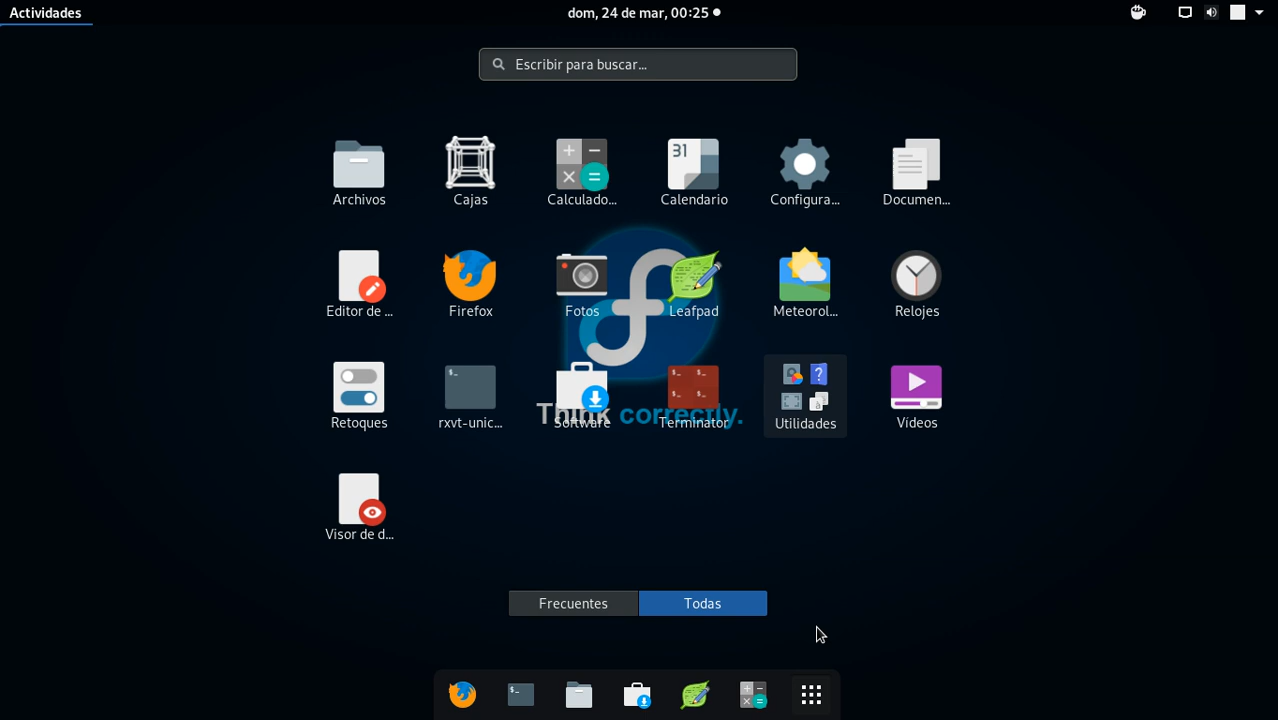 Actividades
dom, 24 de mar, 00:25
Escribir para buscar...
Archivos
Cajas
Calculado...
Calendario
Configura...
Documen...
31
Editor de ...
Firefox
Fotos
Leafpad
Meteorol...
Relojes
Retoques
rxvt-unic...
Software
Terminator
Utilidades
Vídeos
Think correctly.
Visor de d...
Frecuentes
Todas